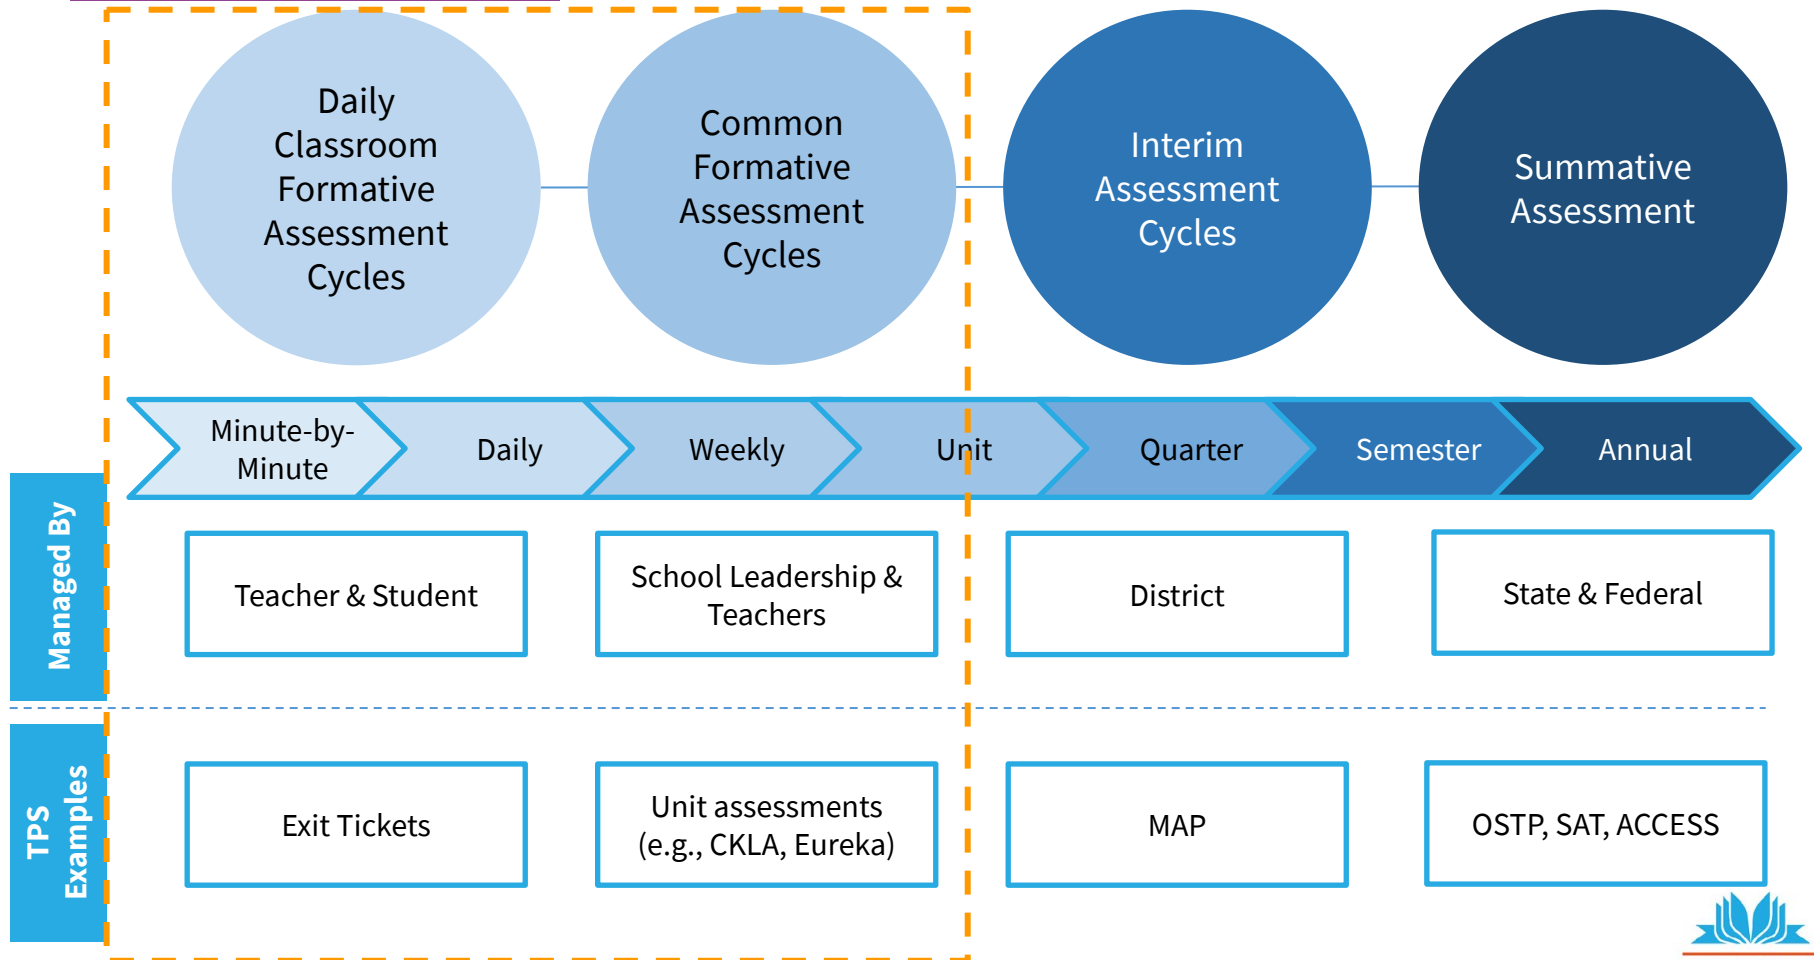 Daily
Classroom
Formative
Assessment
Cycles
Common
Formative
Assessment
Cycles
Interim
Assessment
Cycles
Summative
Assessment
Minute-by-
Minute
Daily
Weekly
Unit
Quarter
Semester
Annual
Managed By
Teacher & Student
School Leadership &
Teachers
District
State & Federal
TPS
Examples
Exit Tickets
Unit assessments
(e.g., CKLA, Eureka)
MAP
OSTP, SAT, ACCESS